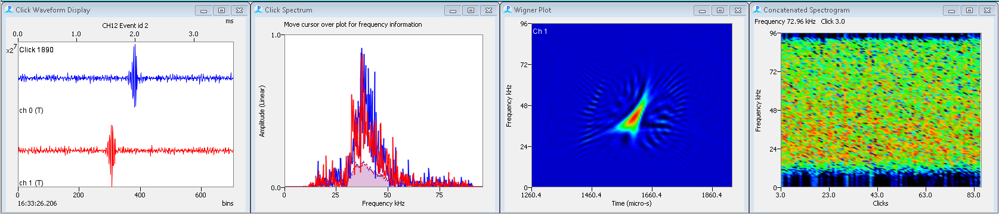 Click Waveform Display
CH12 Event id 2
ms
0.0 1.0 2.0 3.0
x2^7
Click 1890
ch 0 (T)
ch 1 (T)
0 200 400 600
16:33:26.206 bins
Click Spectrum
Move cursor over plot for frequency information
1.0
Amplitude (Linear)
0.0
0 25 50 75
Frequency kHz
Wigner Plot
96
Ch 1
72
Frequency kHz
48
24
0
1260.4 1460.4 1660.4 1860.4
Time (micro-s)
Concatenated Spectrogram
Frequency 72.96 kHz Click 3.0
96
72
Frequency kHz
48
24
0
3.0 23.0 43.0 63.0 83.0
Clicks